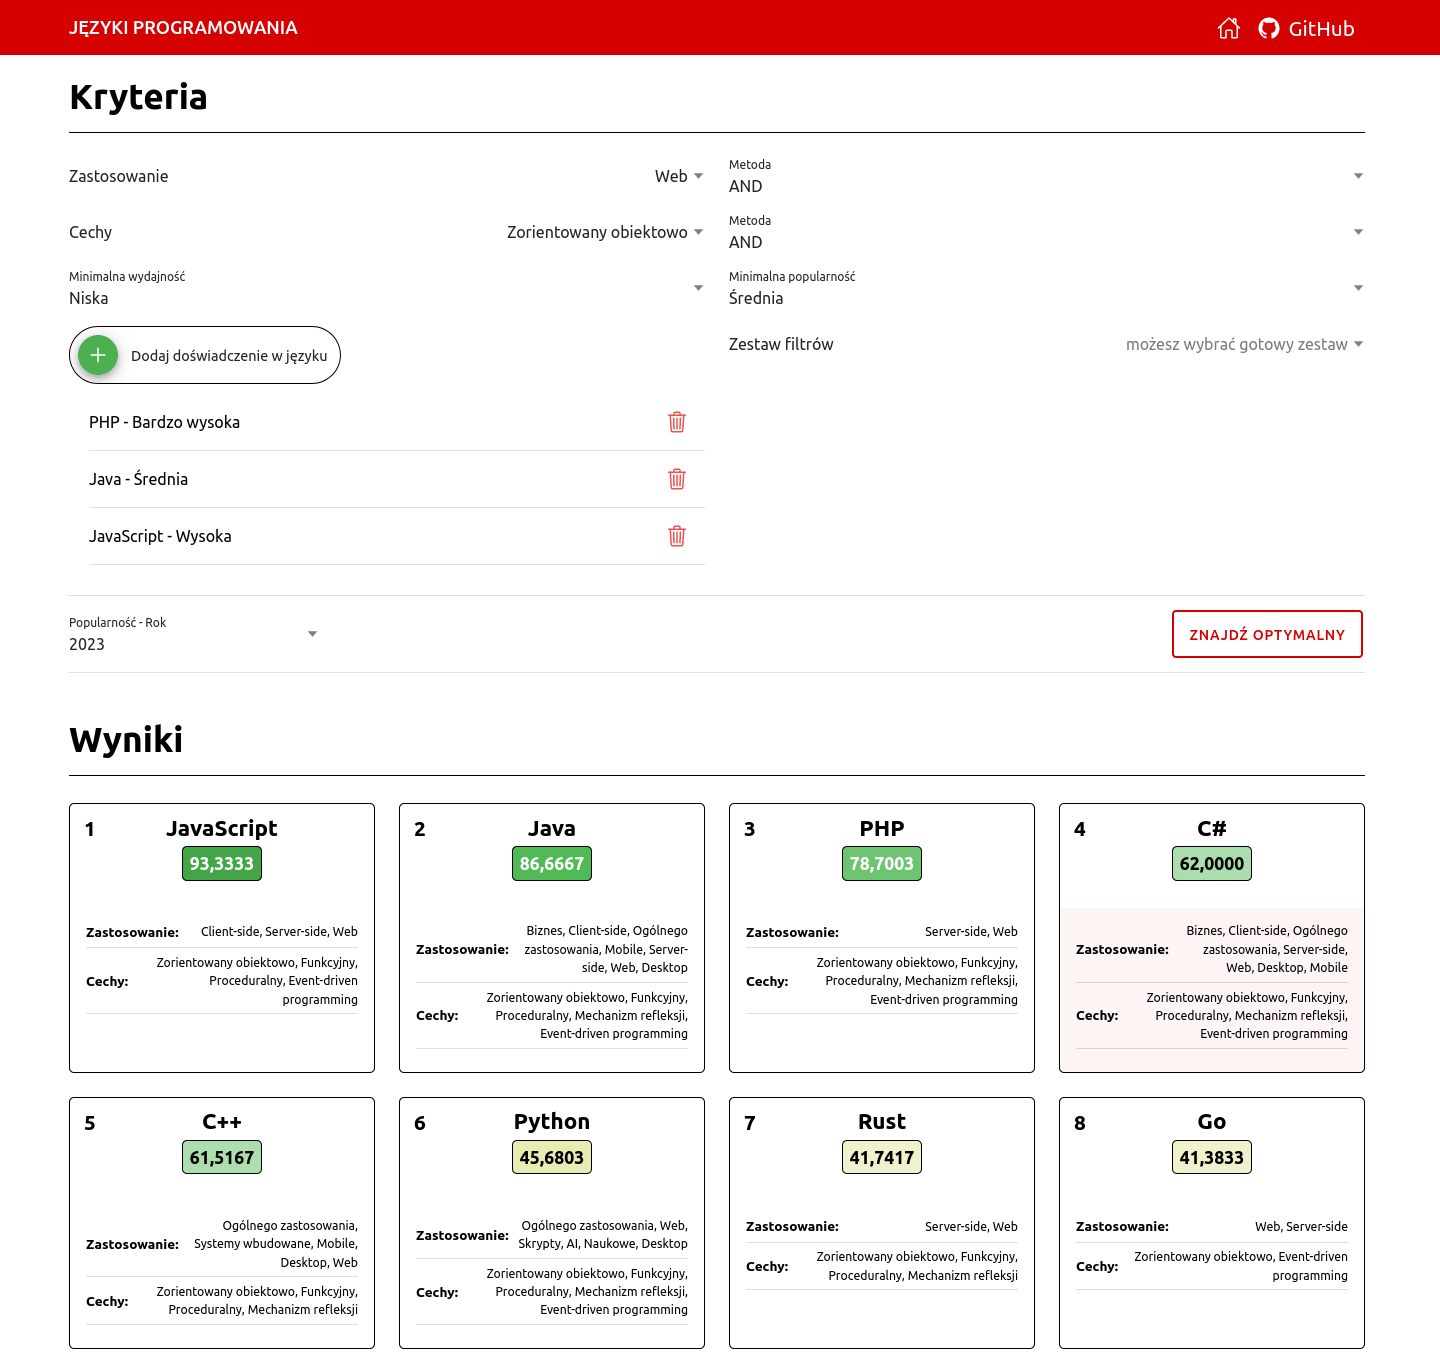 JĘZYKI PROGRAMOWANIA
GitHub
Kryteria
Zastosowanie
Web
Metoda
AND
Cechy
Zorientowany obiektowo
Metoda
AND
Minimalna wydajność
Niska
Minimalna popularność
Średnia
Dodaj doświadczenie w języku
Zestaw filtrów
możesz wybrać gotowy zestaw
PHP - Bardzo wysoka
Java - Średnia
JavaScript - Wysoka
Popularność - Rok
2023
ZNAJDŹ OPTYMALNY
Wyniki
1
JavaScript
93,3333
Zastosowanie:
Client-side, Server-side, Web
Cechy:
Zorientowany obiektowo, Funkcyjny,
Proceduralny, Event-driven
programming
2
Java
86,6667
Zastosowanie:
Biznes, Client-side, Ogólnego
zastosowania, Mobile, Server-
side, Web, Desktop
Cechy:
Zorientowany obiektowo, Funkcyjny,
Proceduralny, Mechanizm refleksji,
Event-driven programming
3
PHP
78,7003
Zastosowanie:
Server-side, Web
Cechy:
Zorientowany obiektowo, Funkcyjny,
Proceduralny, Mechanizm refleksji,
Event-driven programming
4
C#
62,0000
Zastosowanie:
Biznes, Client-side, Ogólnego
zastosowania, Server-side,
Web, Desktop, Mobile
Cechy:
Zorientowany obiektowo, Funkcyjny,
Proceduralny, Mechanizm refleksji,
Event-driven programming
5
C++
61,5167
Zastosowanie:
Ogólnego zastosowania,
Systemy wbudowane, Mobile,
Desktop, Web
Cechy:
Zorientowany obiektowo, Funkcyjny,
Proceduralny, Mechanizm refleksji
6
Python
45,6803
Zastosowanie:
Ogólnego zastosowania, Web,
Skrypty, AI, Naukowe, Desktop
Cechy:
Zorientowany obiektowo, Funkcyjny,
Proceduralny, Mechanizm refleksji,
Event-driven programming
7
Rust
41,7417
Zastosowanie:
Server-side, Web
Cechy:
Zorientowany obiektowo, Funkcyjny,
Proceduralny, Mechanizm refleksji
8
Go
41,3833
Zastosowanie:
Web, Server-side
Cechy:
Zorientowany obiektowo, Event-driven
programming